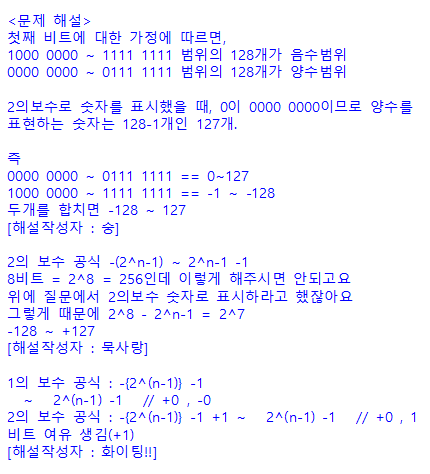 <문제 해설>
첫째 비트에 대한 가정에 따르면,
1000 0000 ~ 1111 1111 범위의 128개가 음수범위
0000 0000 ~ 0111 1111 범위의 128개가 양수범위
2의보수로 숫자를 표시했을 때, 0이 0000 0000이므로 양수를
표현하는 숫자는 128-1개인 127개.
즉
0000 0000 ~ 0111 1111 == 0~127
1000 0000 ~ 1111 1111 == -1 ~ -128
두개를 합치면 -128 ~ 127
[해설작성자 : 승]
2의 보수 공식 -(2^n-1) ~ 2^n-1 -1
8비트 = 2^8 = 256인데 이렇게 해주시면 안되고요
위에 질문에서 2의보수 숫자로 표시하라고 했잖아요
그렇게 때문에 2^8 - 2^n-1 = 2^7
-128 ~ +127
[해설작성자 : 묵사랑]
1의 보수 공식 : -{2^(n-1)} -1
~ 2^(n-1) -1 // +0 , -0
2의 보수 공식 : -{2^(n-1)} -1 +1 ~ 2^(n-1) -1 // +0 , 1
비트 여유 생김(+1)
[해설작성자 : 화이팅!!]